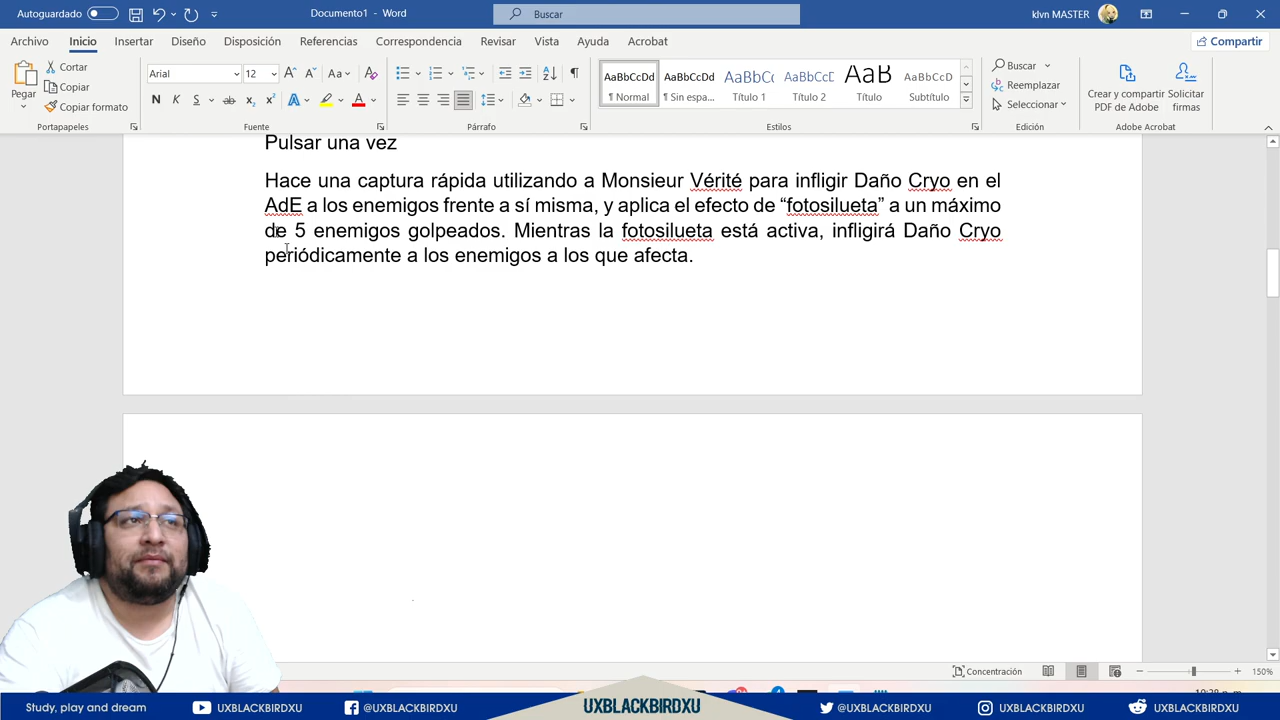 Autoguardado
Documento1 - Word
Buscar
klvn MASTER
Archivo Inicio Insertar Diseño Disposición Referencias Correspondencia Revisar Vista Ayuda Acrobat
Compartir
Pegar
Cortar
Copiar
Copiar formato
Portapapeles
Arial 12
Aa
N K S ab x₂ x² A A
Fuente
Párrafo
AaBbCcDd AaBbCcDd AaBbCc AaBbCcD AaB AaBbCcDd
¶ Normal ¶ Sin espa... Título 1 Título 2 Título Subtítulo
Estilos
Buscar
Reemplazar
Seleccionar
Edición
Crear y compartir PDF de Adobe
Solicitar firmas
Adobe Acrobat
Pulsar una vez
Hace una captura rápida utilizando a Monsieur Vérité para infligir Daño Cryo en el
AdE a los enemigos frente a sí misma, y aplica el efecto de “fotosilueta” a un máximo
de 5 enemigos golpeados. Mientras la fotosilueta está activa, infligirá Daño Cryo
periódicamente a los enemigos a los que afecta.
Concentración
150%
Study, play and dream
UXBLACKBIRDXU
@UXBLACKBIRDXU
UXBLACKBIRDXU
@UXBLACKBIRDXU
@UXBLACKBIRDXU
@UXBLACKBIRDXU